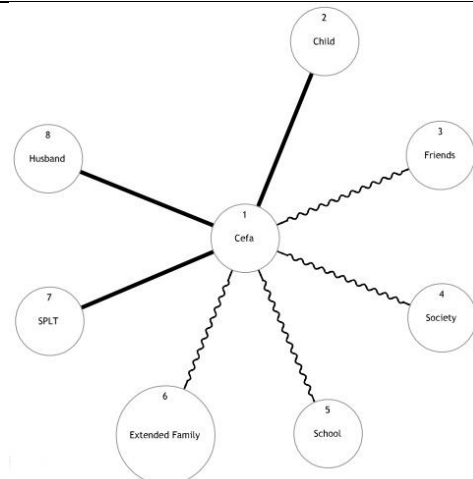 2
Child
3
Friends
8
Husband
1
Cefa
4
Society
7
SPLT
6
Extended Family
5
School